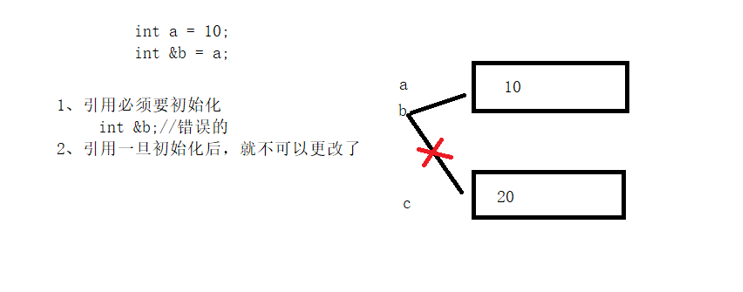 int a = 10;
int &b = a;
1、引用必须要初始化
int &b;//错误的
2、引用一旦初始化后，就不可以更改了
a
10
b
c
20